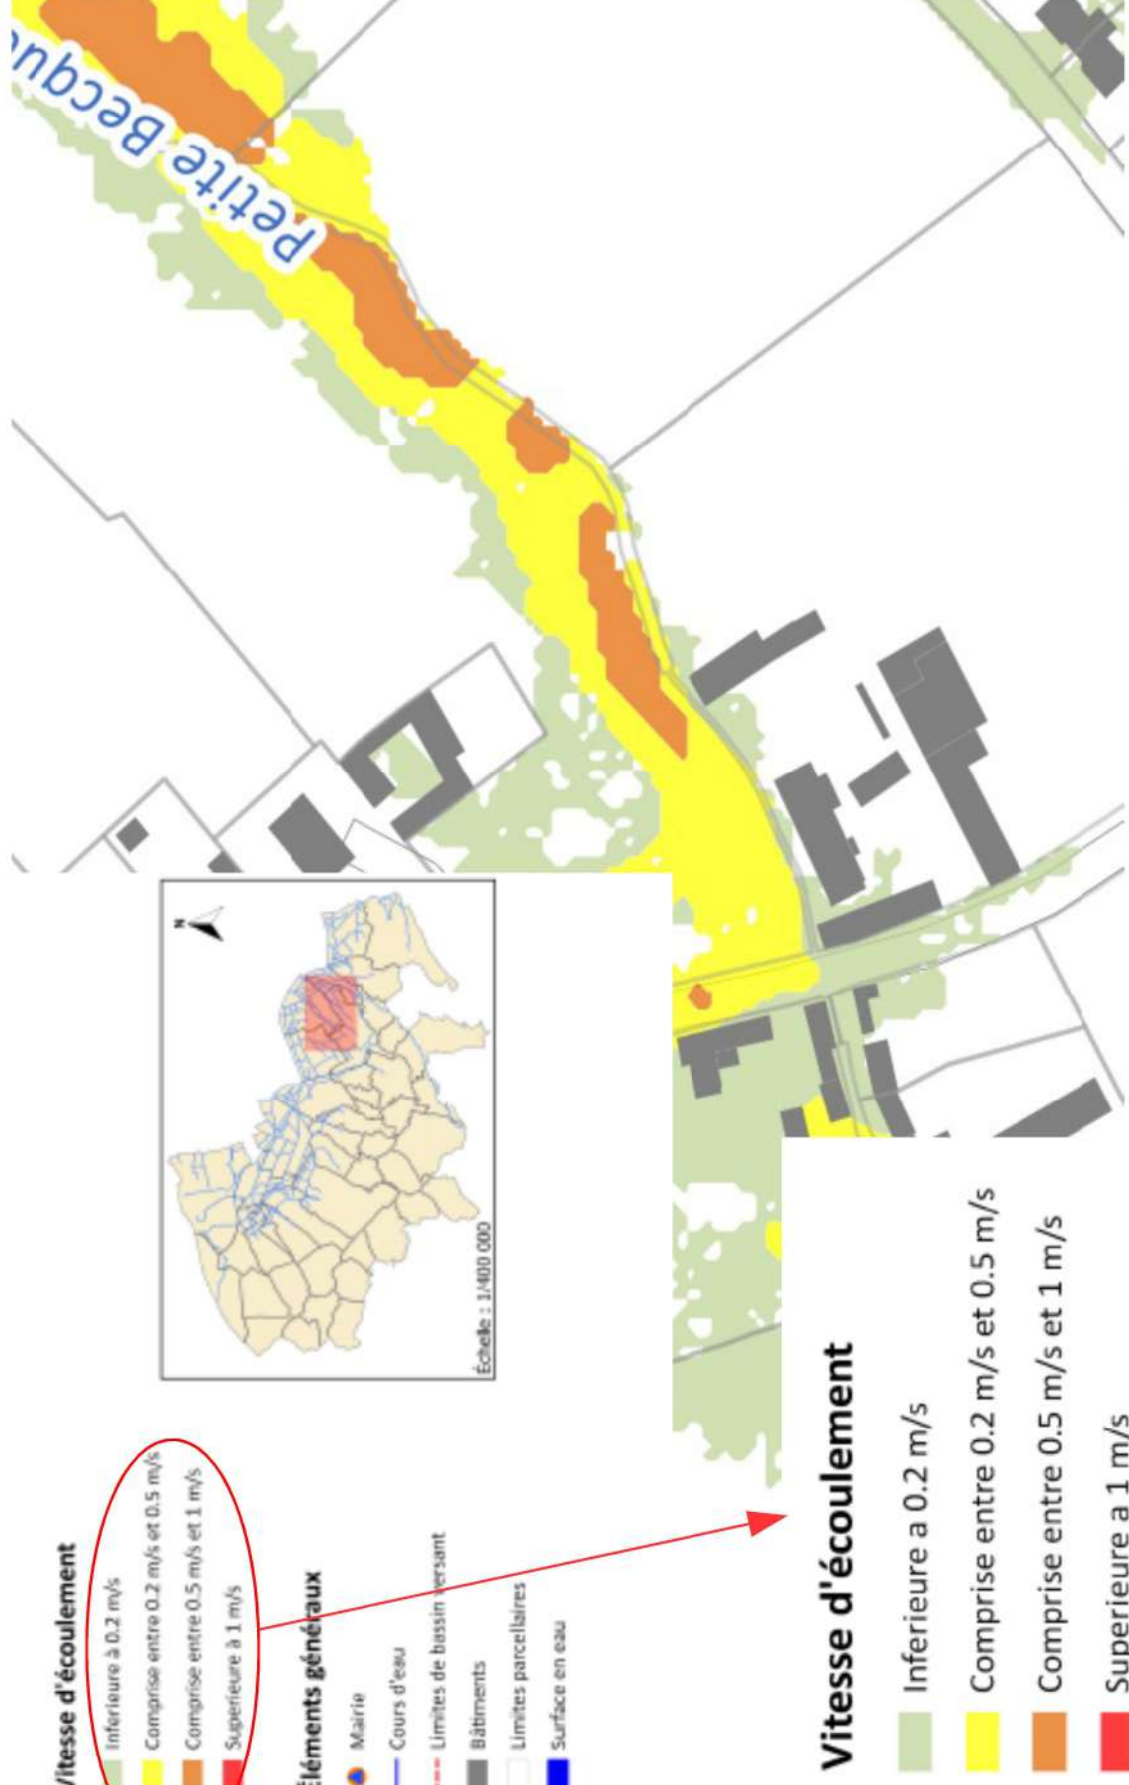 Vitesse d'écoulement
Inferieure à 0.2 m/s
Comprise entre 0.2 m/s et 0.5 m/s
Comprise entre 0.5 m/s et 1 m/s
Superieure à 1 m/s
Éléments généraux
Mairie
Cours d'eau
Limites de bassin versant
Bâtiments
Limites parcellaires
Surface en eau
N
Échelle : 1/400 000
Petite Becque
Vitesse d'écoulement
Inferieure a 0.2 m/s
Comprise entre 0.2 m/s et 0.5 m/s
Comprise entre 0.5 m/s et 1 m/s
Superieure a 1 m/s